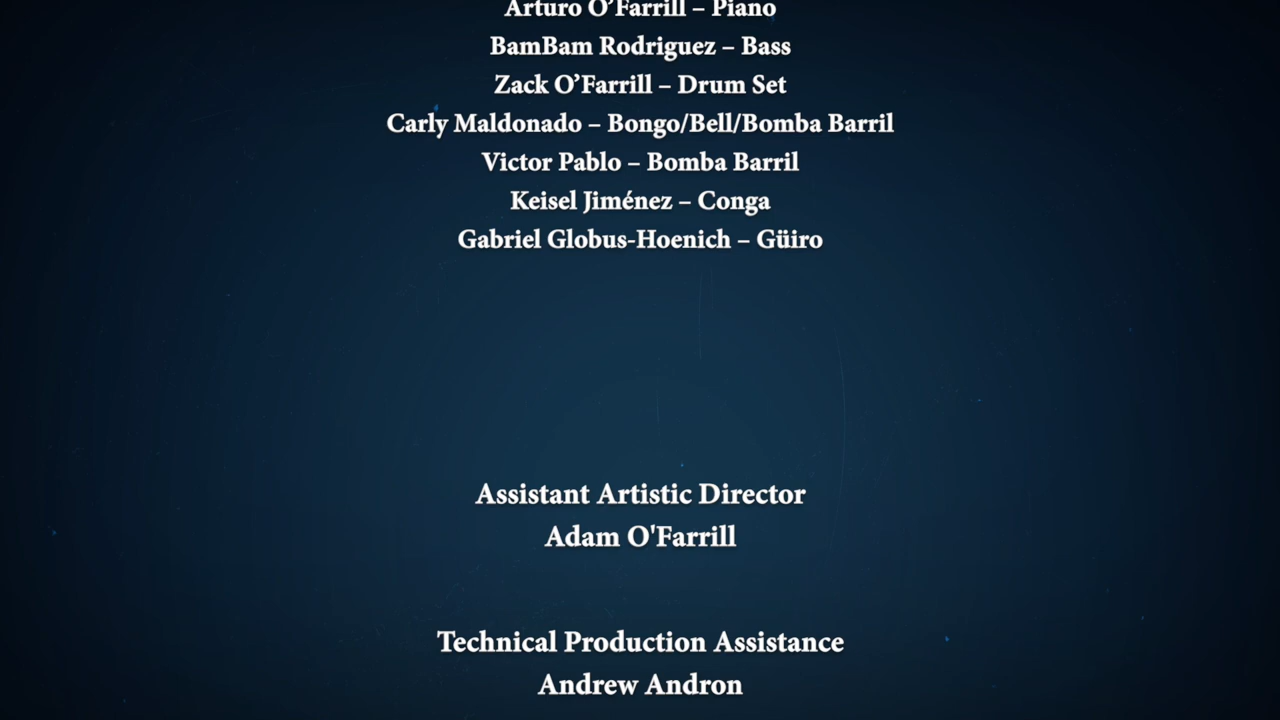 Arturo O’Farrill – Piano
BamBam Rodriguez – Bass
Zack O’Farrill – Drum Set
Carly Maldonado – Bongo/Bell/Bomba Barril
Victor Pablo – Bomba Barril
Keisel Jiménez – Conga
Gabriel Globus-Hoenich – Güiro
Assistant Artistic Director
Adam O'Farrill
Technical Production Assistance
Andrew Andron